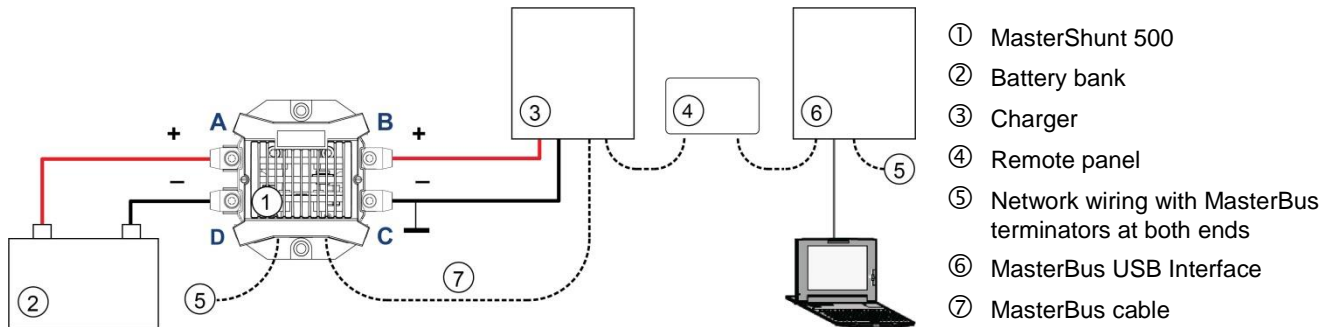 A
B
+
+
–
–
1
D
C
2
3
4
5
5
6
7
① MasterShunt 500
② Battery bank
③ Charger
④ Remote panel
⑤ Network wiring with MasterBus
terminators at both ends
⑥ MasterBus USB Interface
⑦ MasterBus cable